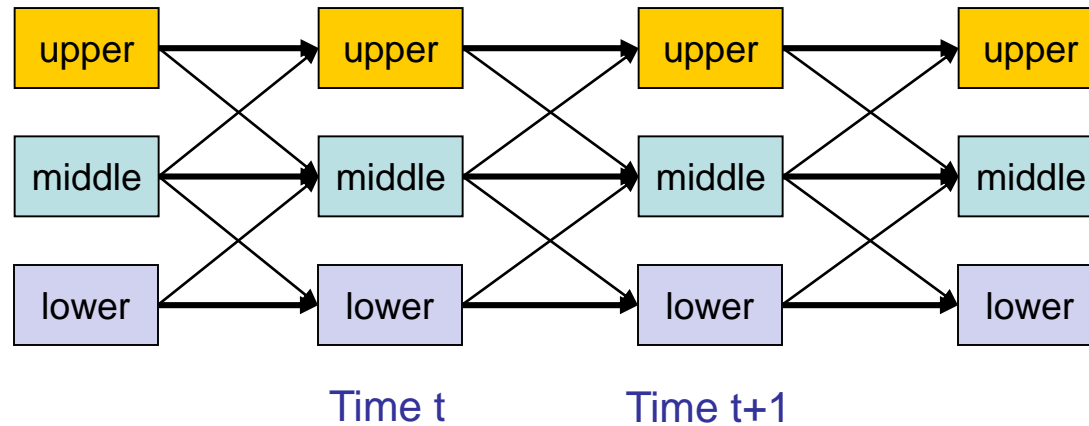 upper upper upper upper
middle middle middle middle
lower lower lower lower
Time t Time t+1